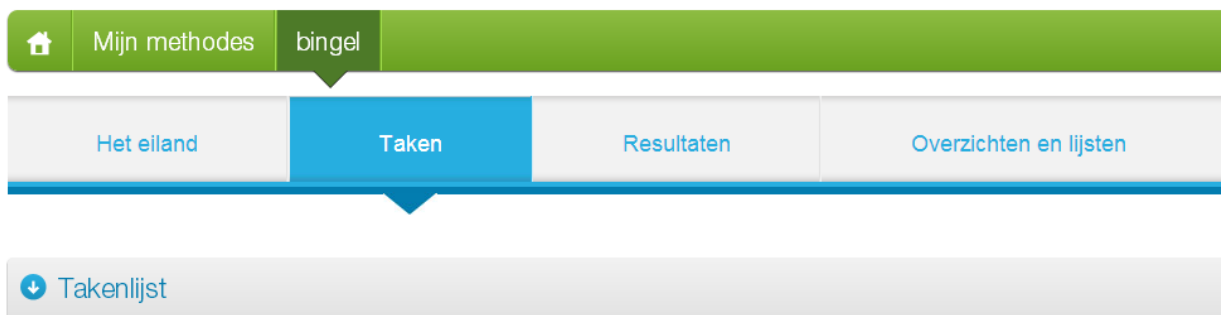 Mijn methodes bingel
Het eiland Taken Resultaten Overzichten en lijsten
Takenlijst